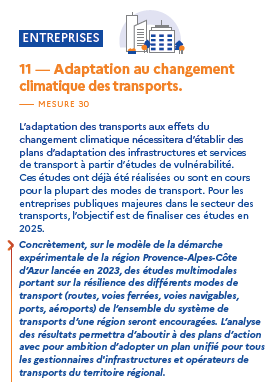 ENTREPRISES
11 — Adaptation au changement
climatique des transports.
— MESURE 30
L'adaptation des transports aux effets du
changement climatique nécessitera d'établir des
plans d'adaptation des infrastructures et services
de transport à partir d'études de vulnérabilité.
Ces études ont déjà été réalisées ou sont en cours
pour la plupart des modes de transport. Pour les
entreprises publiques majeures dans le secteur des
transports, l'objectif est de finaliser ces études en
2025.
Concrètement, sur le modèle de la démarche
expérimentale de la région Provence-Alpes-Côte
d'Azur lancée en 2023, des études multimodales
portant sur la résilience des différents modes de
transport (routes, voies ferrées, voies navigables,
ports, aéroports) de l'ensemble du système de
transports d'une région seront encouragées. L'analyse
des résultats permettra d'aboutir à des plans d'action
avec pour ambition d'adopter un plan unifié pour tous
les gestionnaires d'infrastructures et opérateurs de
transports du territoire régional.